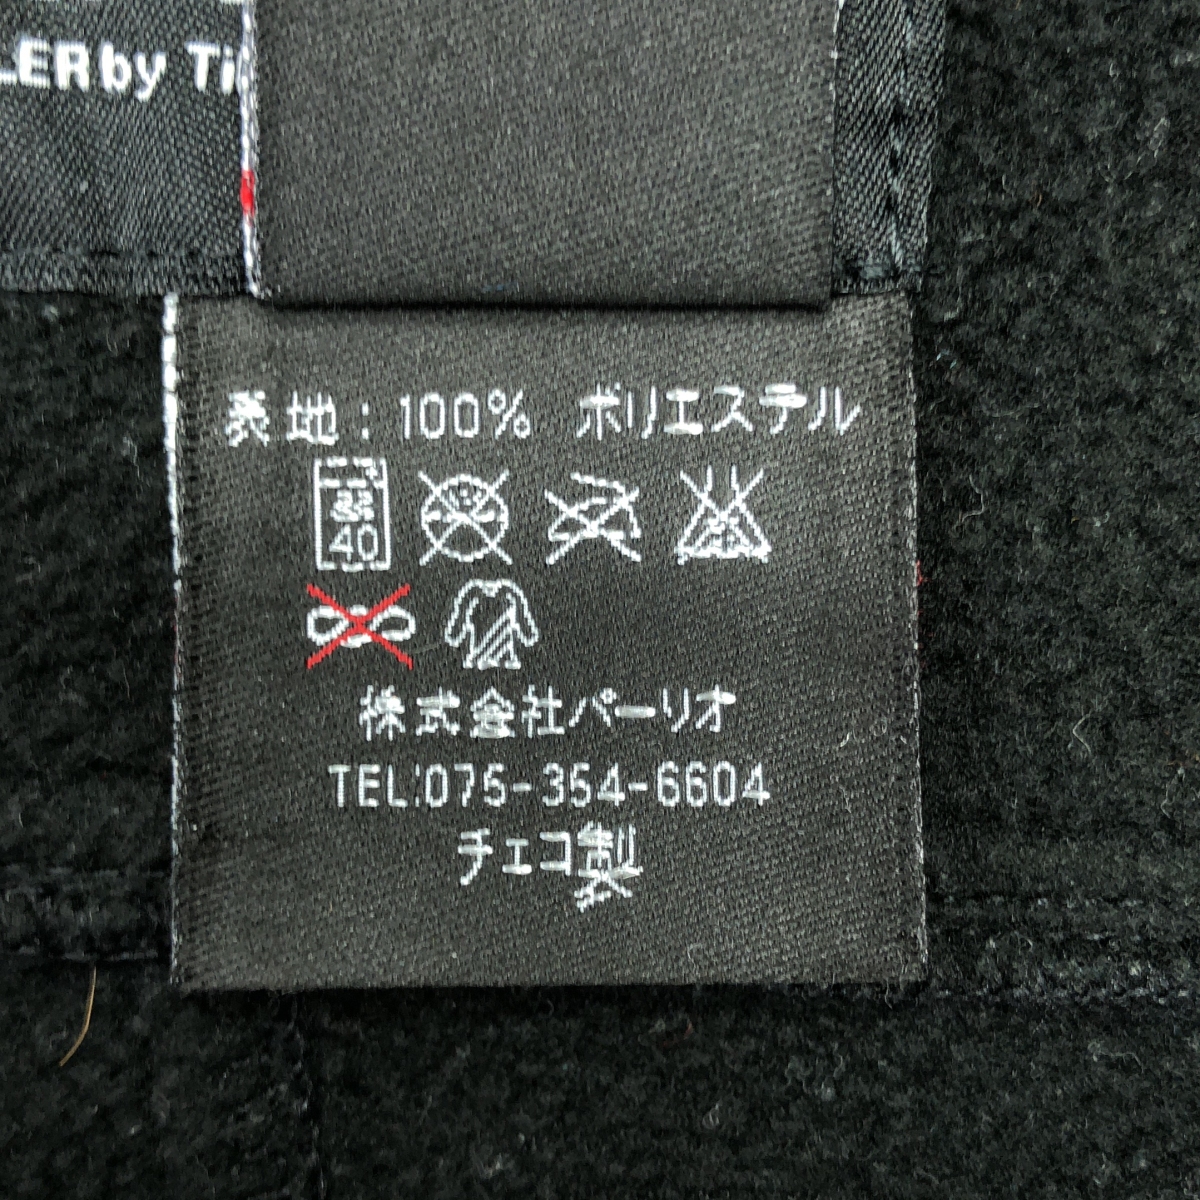 LER by Ti
表地:100% ポリエステル
弱
40
株式会社パーリオ
TEL:075-354-6604
チェコ製